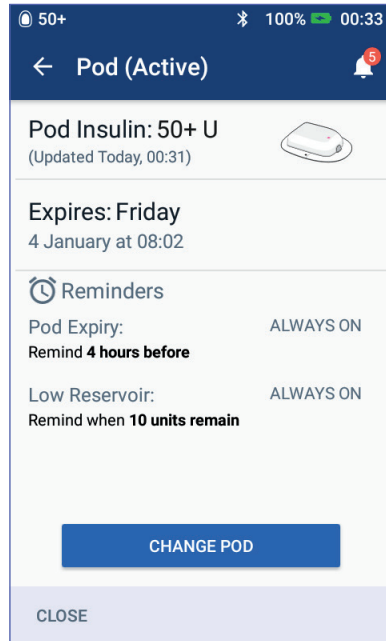 50+ 100% 00:33
Pod (Active) 5
Pod Insulin: 50+ U
(Updated Today, 00:31)
Expires: Friday
4 January at 08:02
Reminders
Pod Expiry: ALWAYS ON
Remind 4 hours before
Low Reservoir: ALWAYS ON
Remind when 10 units remain
CHANGE POD
CLOSE